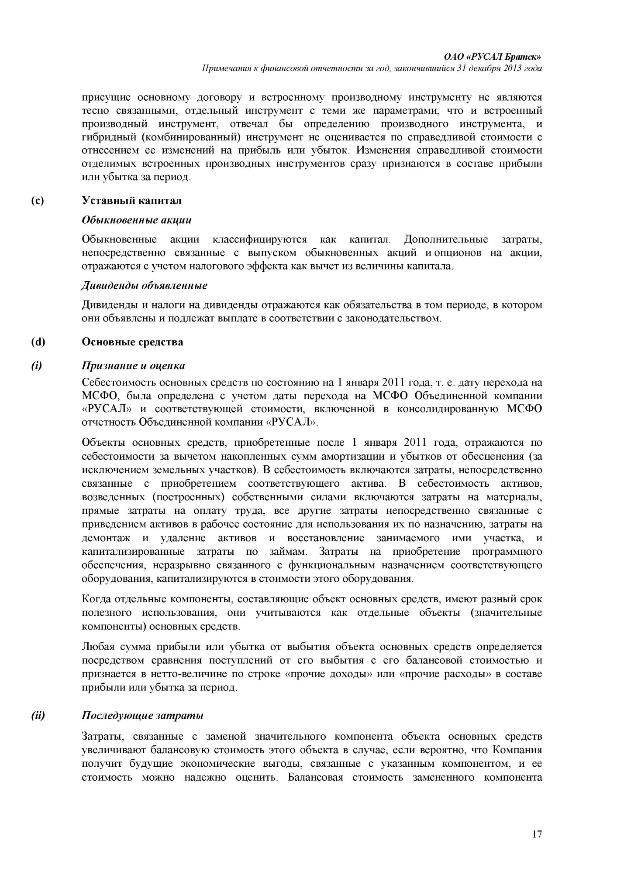 ОАО «РУСАЛ Братск»
Примечания к финансовой отчетности за год, закончившийся 31 декабря 2013 года
присущие основному договору и встроенному производному инструменту не являются
тесно связанными, отдельный инструмент с теми же параметрами, что и встроенный
производный инструмент, отвечал бы определению производного инструмента, и
гибридный (комбинированный) инструмент не оценивается по справедливой стоимости с
отнесением ее изменений на прибыль или убыток. Изменения справедливой стоимости
отделимых встроенных производных инструментов сразу признаются в составе прибыли
или убытка за период.
(c) Уставный капитал
Обыкновенные акции
Обыкновенные акции классифицируются как капитал. Дополнительные затраты,
непосредственно связанные с выпуском обыкновенных акций и опционов на акции,
отражаются с учетом налогового эффекта как вычет из величины капитала.
Дивиденды объявленные
Дивиденды и налоги на дивиденды отражаются как обязательства в том периоде, в котором
они объявлены и подлежат выплате в соответствии с законодательством.
(d) Основные средства
(i) Признание и оценка
Себестоимость основных средств по состоянию на 1 января 2011 года, т. е. дату перехода на
МСФО, была определена с учетом даты перехода на МСФО Объединенной компании
«РУСАЛ» и соответствующей стоимости, включенной в консолидированную МСФО
отчетность Объединенной компании «РУСАЛ».
Объекты основных средств, приобретенные после 1 января 2011 года, отражаются по
себестоимости за вычетом накопленных сумм амортизации и убытков от обесценения (за
исключением земельных участков). В себестоимость включаются затраты, непосредственно
связанные с приобретением соответствующего актива. В себестоимость активов,
возведенных (построенных) собственными силами включаются затраты на материалы,
прямые затраты на оплату труда, все другие затраты непосредственно связанные с
приведением активов в рабочее состояние для использования их по назначению, затраты на
демонтаж и удаление активов и восстановление занимаемого ими участка, и
капитализированные затраты по займам. Затраты на приобретение программного
обеспечения, неразрывно связанного с функциональным назначением соответствующего
оборудования, капитализируются в стоимости этого оборудования.
Когда отдельные компоненты, составляющие объект основных средств, имеют разный срок
полезного использования, они учитываются как отдельные объекты (значительные
компоненты) основных средств.
Любая сумма прибыли или убытка от выбытия объекта основных средств определяется
посредством сравнения поступлений от его выбытия с его балансовой стоимостью и
признается в нетто-величине по строке «прочие доходы» или «прочие расходы» в составе
прибыли или убытка за период.
(ii) Последующие затраты
Затраты, связанные с заменой значительного компонента объекта основных средств
увеличивают балансовую стоимость этого объекта в случае, если вероятно, что Компания
получит будущие экономические выгоды, связанные с указанным компонентом, и ее
стоимость можно надежно оценить. Балансовая стоимость замененного компонента
17